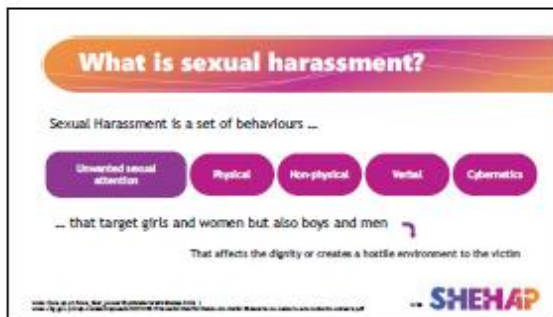 What is sexual harassment?
Sexual Harassment is a set of behaviours ...
Unwanted sexual
attention
Physical
Non-physical
Verbal
Cybernetics
... that target girls and women but also boys and men
That affects the dignity or creates a hostile environment to the victim
SHEHAP